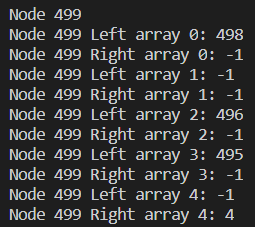 Node 499
Node 499 Left array 0: 498
Node 499 Right array 0: -1
Node 499 Left array 1: -1
Node 499 Right array 1: -1
Node 499 Left array 2: 496
Node 499 Right array 2: -1
Node 499 Left array 3: 495
Node 499 Right array 3: -1
Node 499 Left array 4: -1
Node 499 Right array 4: 4